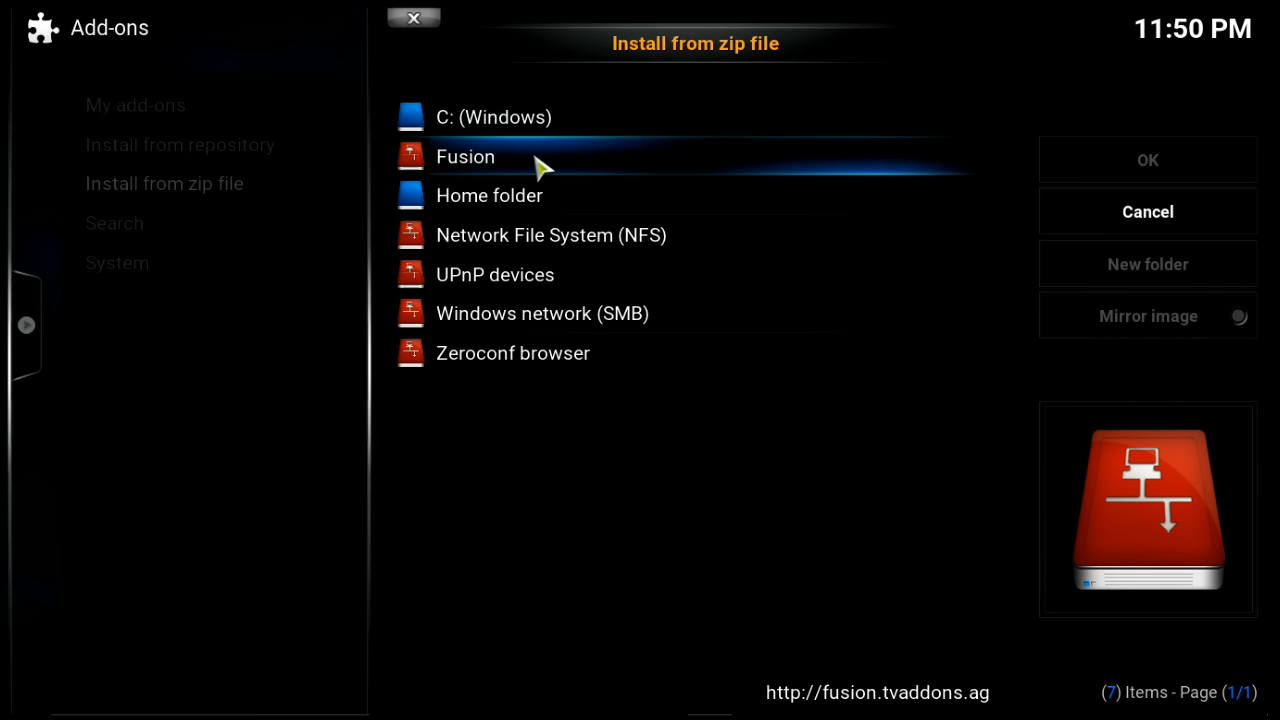 Add-ons
11:50 PM
Install from zip file
My add-ons
Install from repository
Install from zip file
Search
System
C: (Windows)
Fusion
Home folder
Network File System (NFS)
UPnP devices
Windows network (SMB)
Zeroconf browser
OK
Cancel
New folder
Mirror image
http://fusion.tvaddons.ag
(7) Items - Page (1/1)